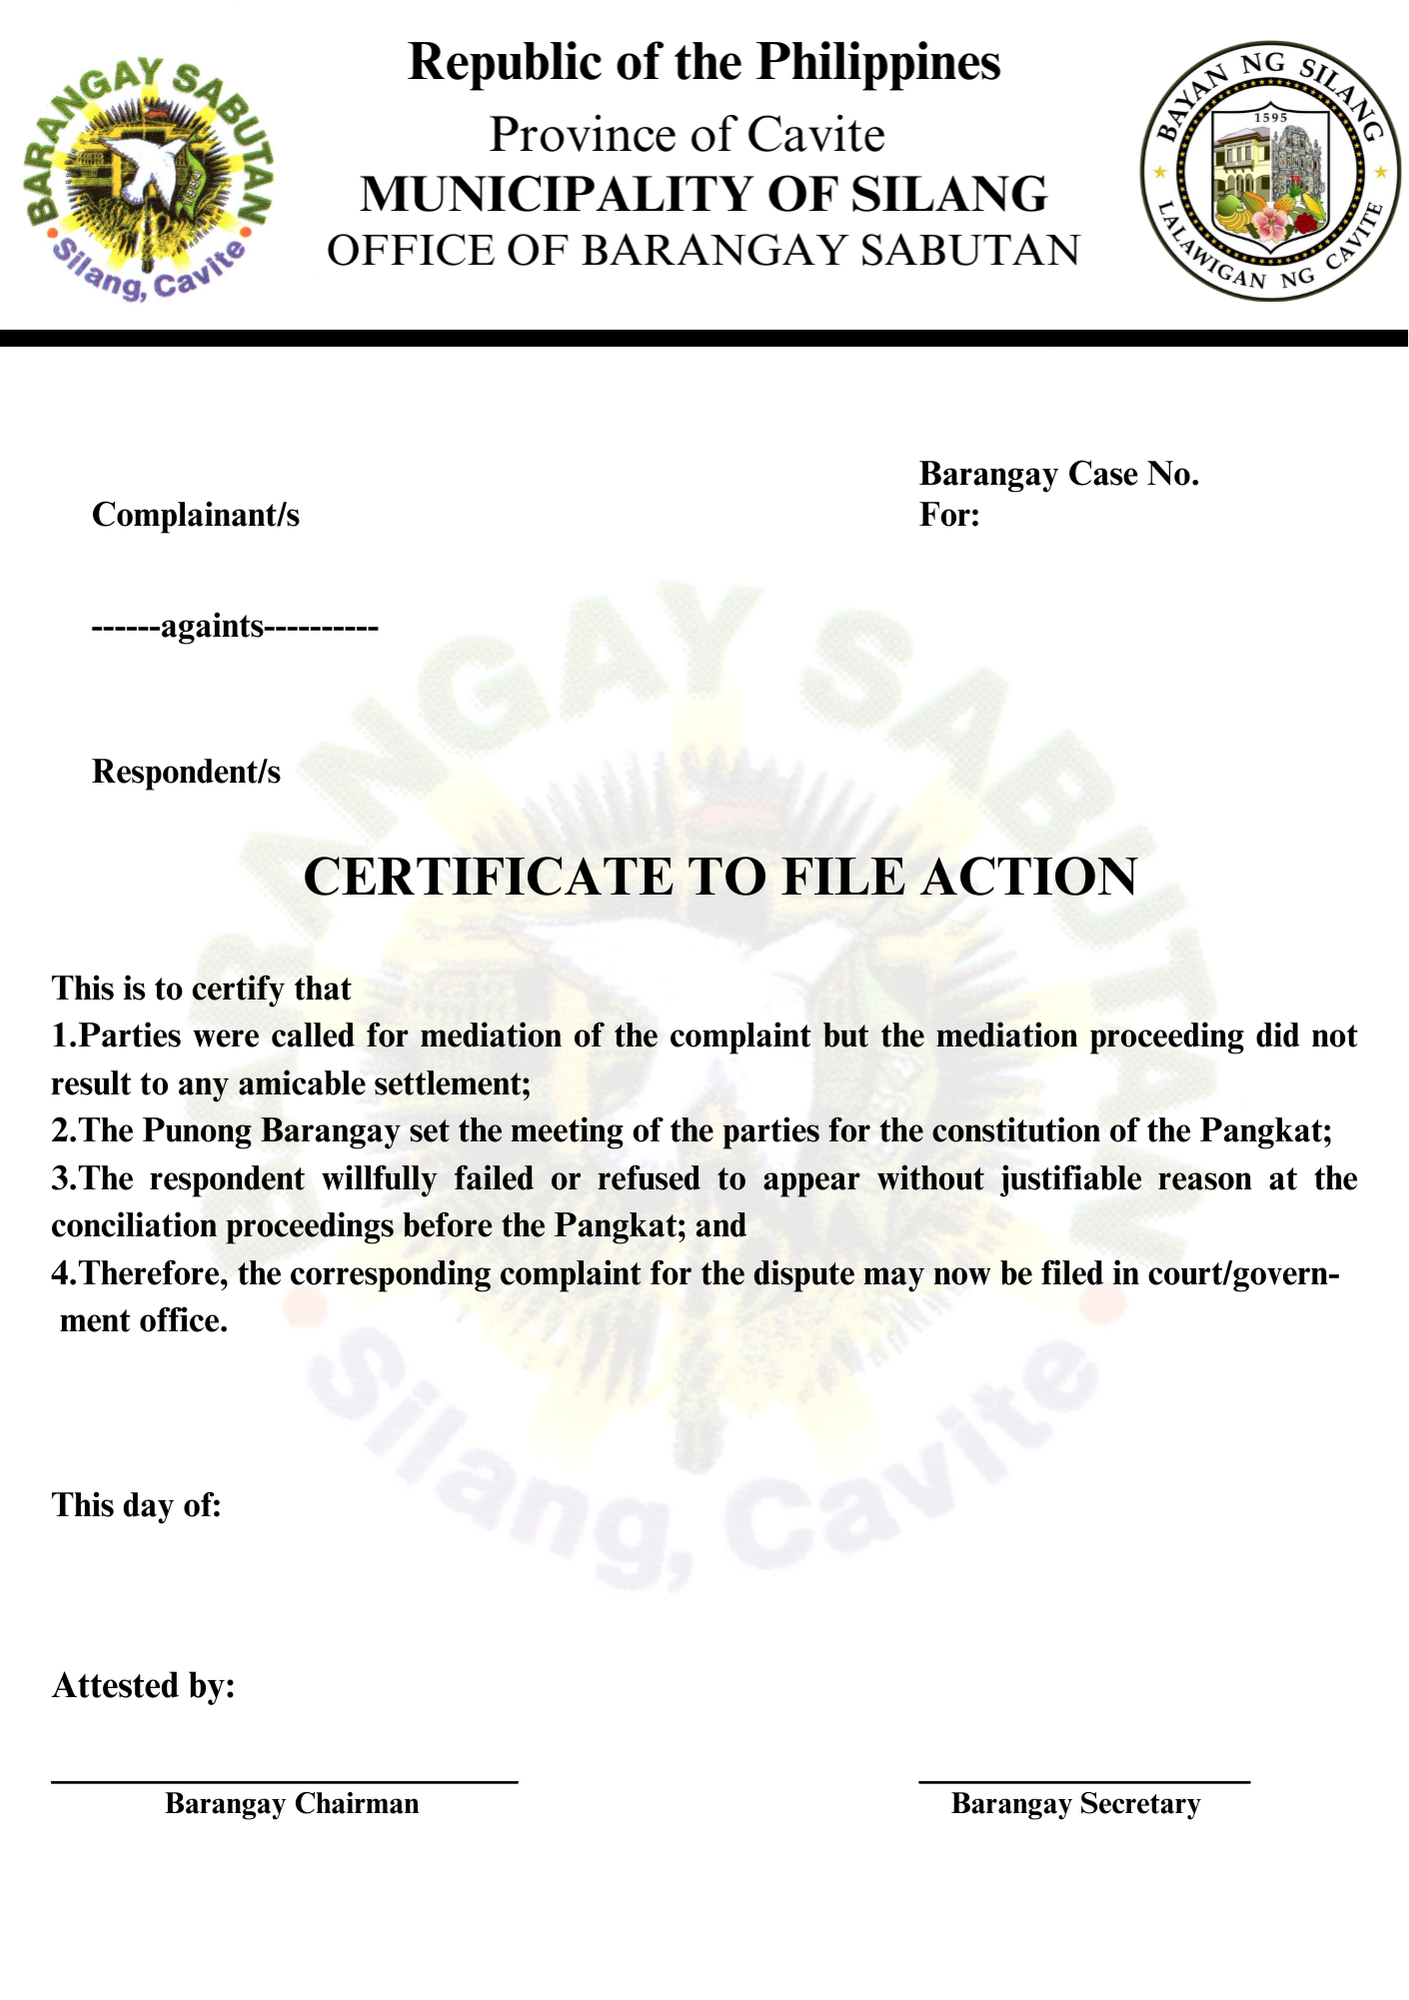 BARANGAY SABUTAN
Silang, Cavite
Republic of the Philippines
Province of Cavite
MUNICIPALITY OF SILANG
OFFICE OF BARANGAY SABUTAN
BAYAN NG SILANG
1595
LALAWIGAN NG CAVITE
Barangay Case No.
Complainant/s
For:
------againts----------
Respondent/s
CERTIFICATE TO FILE ACTION
This is to certify that
1.Parties were called for mediation of the complaint but the mediation proceeding did not
result to any amicable settlement;
2.The Punong Barangay set the meeting of the parties for the constitution of the Pangkat;
3.The respondent willfully failed or refused to appear without justifiable reason at the
conciliation proceedings before the Pangkat; and
4.Therefore, the corresponding complaint for the dispute may now be filed in court/govern-
ment office.
This day of:
Attested by:
Barangay Chairman
Barangay Secretary
BARANGAY SABUTAN
Silang, Cavite